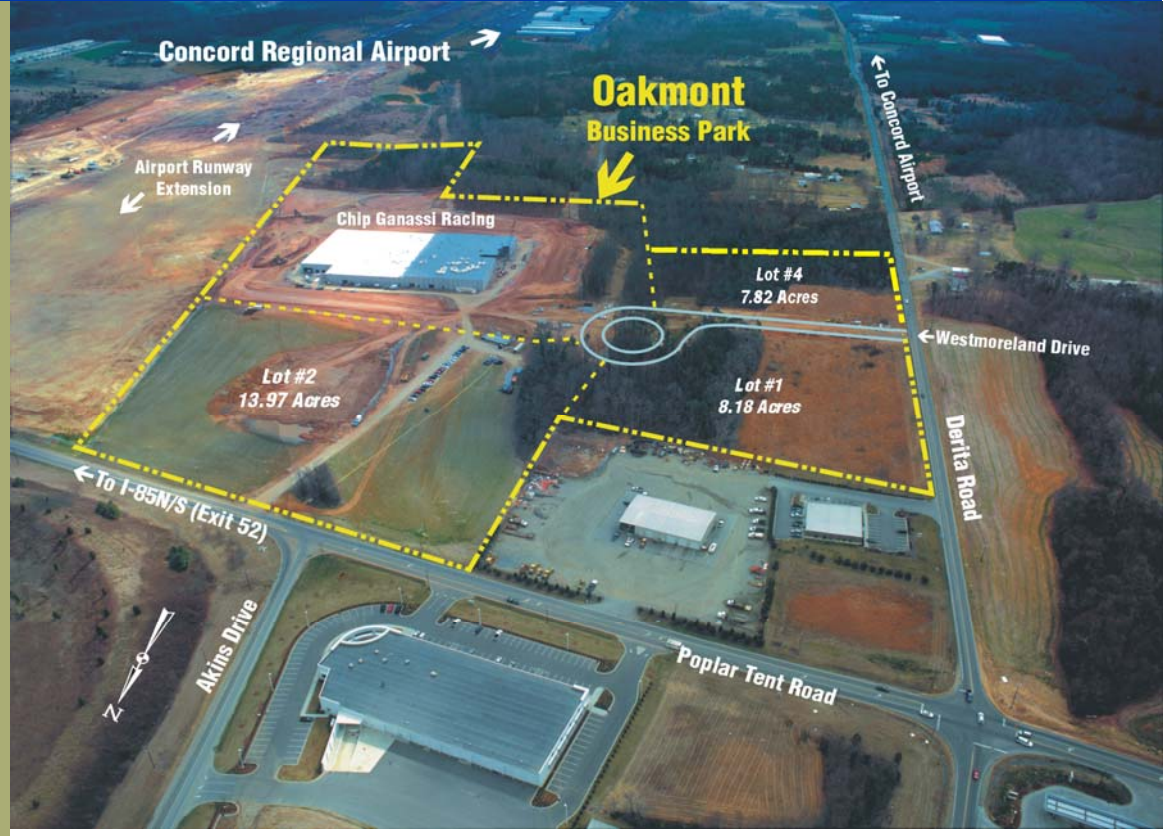 Concord Regional Airport
Oakmont
Business Park
←To Concord Airport
Airport Runway
Extension
Chip Ganassi Racing
Lot #4
7.82 Acres
←Westmoreland Drive
Lot #2
13.97 Acres
Lot #1
8.18 Acres
Derita Road
←To I-85N/S (Exit 52)
Akins Drive
Poplar Tent Road
N